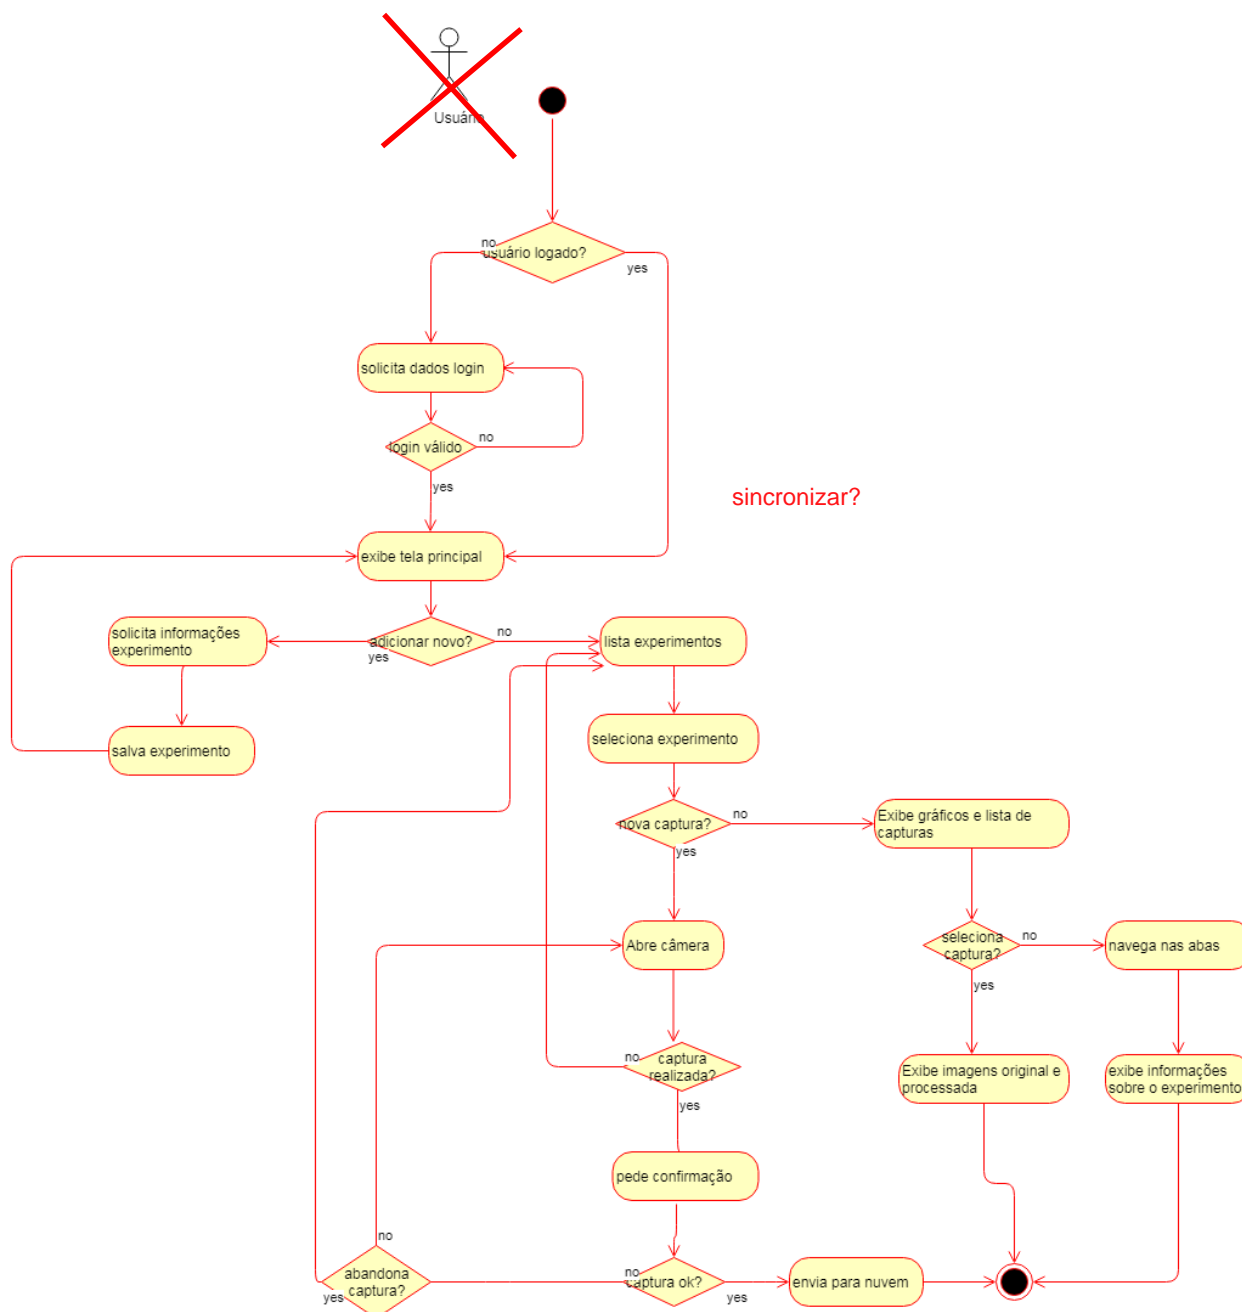 Usuário
no
usuário logado?
yes
solicita dados login
login válido
no
yes
sincronizar?
exibe tela principal
solicita informações
experimento
adicionar novo?
yes
no
lista experimentos
salva experimento
seleciona experimento
nova captura?
no
yes
Exibe gráficos e lista de
capturas
Abre câmera
seleciona
captura?
no
yes
navega nas abas
no
captura
realizada?
yes
Exibe imagens original e
processada
exibe informações
sobre o experimento
pede confirmação
no
abandona
captura?
yes
no
captura ok?
yes
envia para nuvem